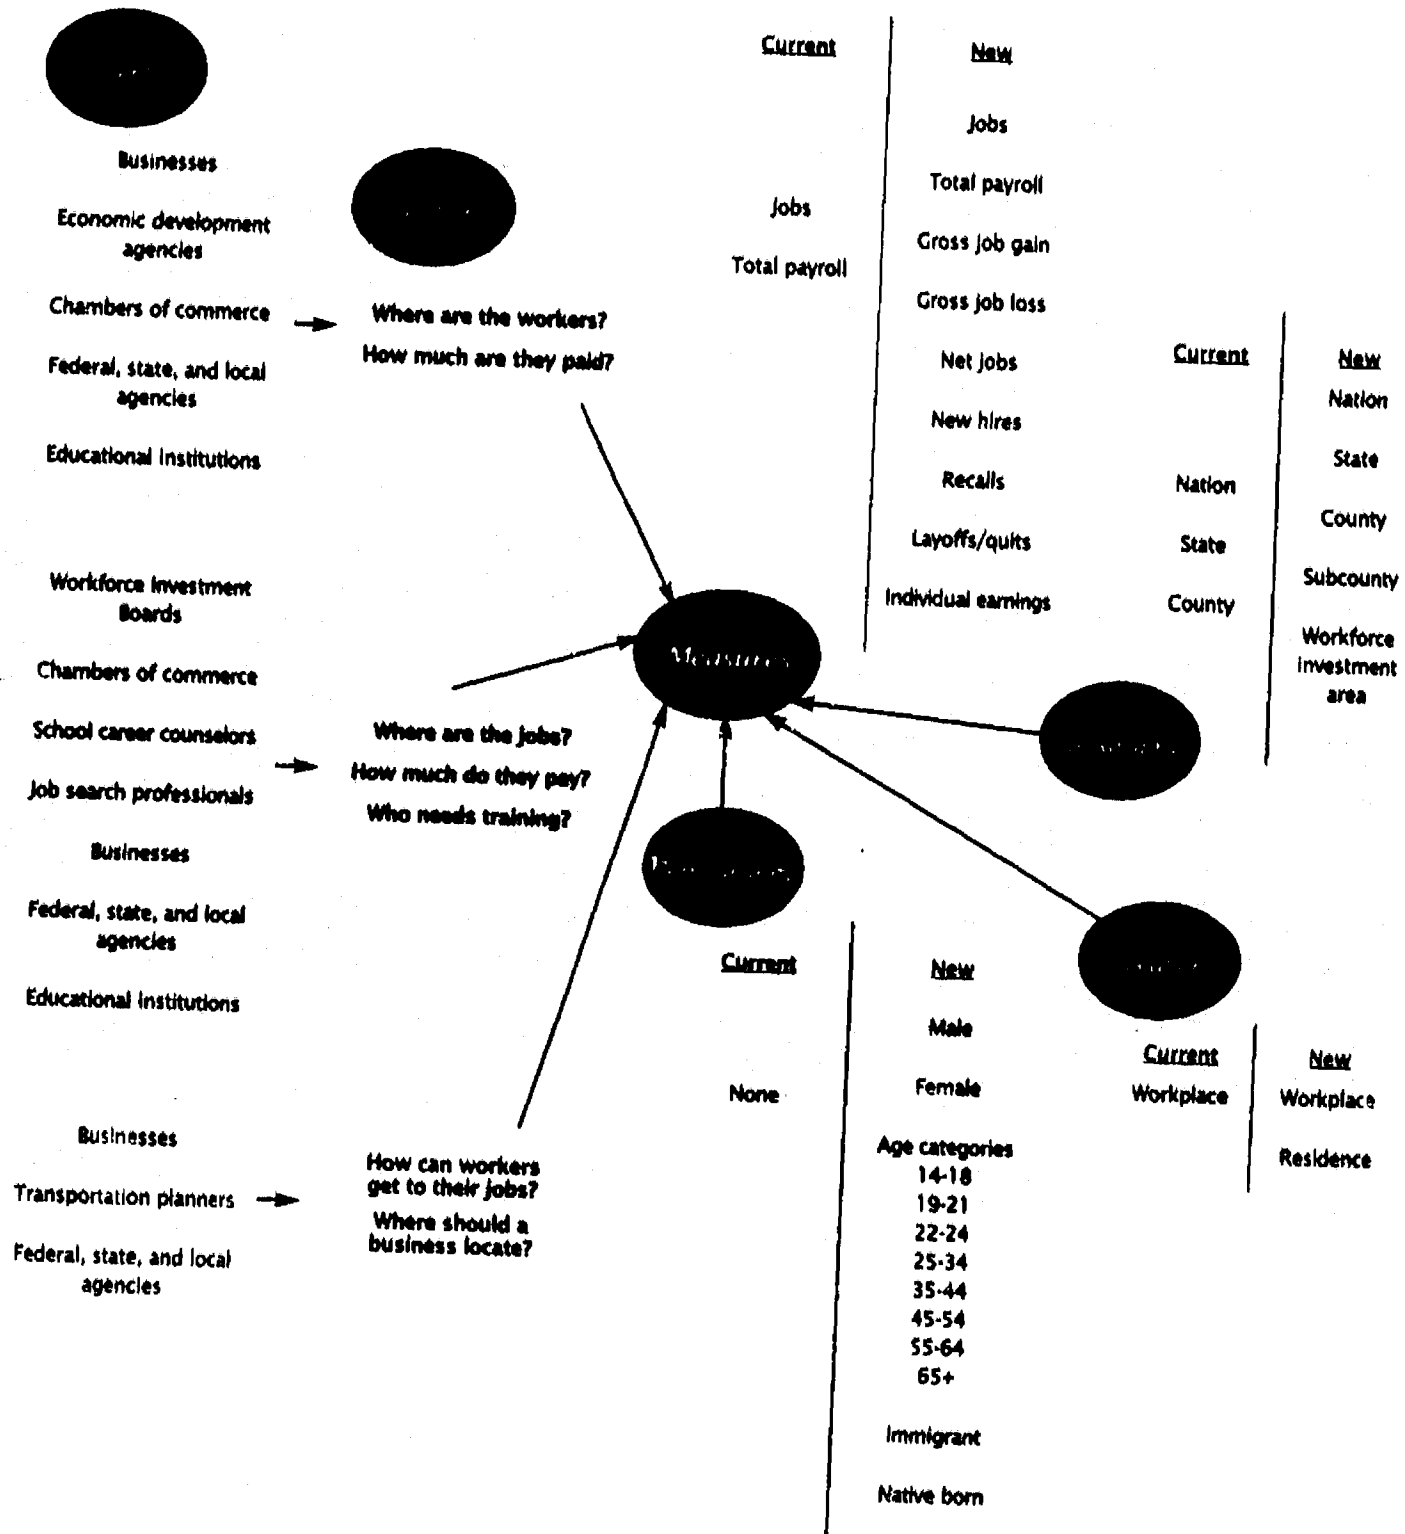 Businesses
Economic development
agencies
Chambers of commerce
Federal, state, and local
agencies
Educational institutions
Where are the workers?
How much are they paid?
Workforce Investment
Boards
Chambers of commerce
School career counselors
Job search professionals
Businesses
Federal, state, and local
agencies
Educational institutions
Where are the jobs?
How much do they pay?
Who needs training?
Businesses
Transportation planners
Federal, state, and local
agencies
How can workers
get to their jobs?
Where should a
business locate?
Measures
Current
Jobs
Total payroll
New
Jobs
Total payroll
Gross job gain
Gross job loss
Net jobs
New hires
Recalls
Layoffs/quits
Individual earnings
Current
Nation
State
County
New
Nation
State
County
Subcounty
Workforce
investment
area
Current
None
New
Male
Female
Age categories
14-18
19-21
22-24
25-34
35-44
45-54
55-64
65+
Immigrant
Native born
Current
Workplace
New
Workplace
Residence